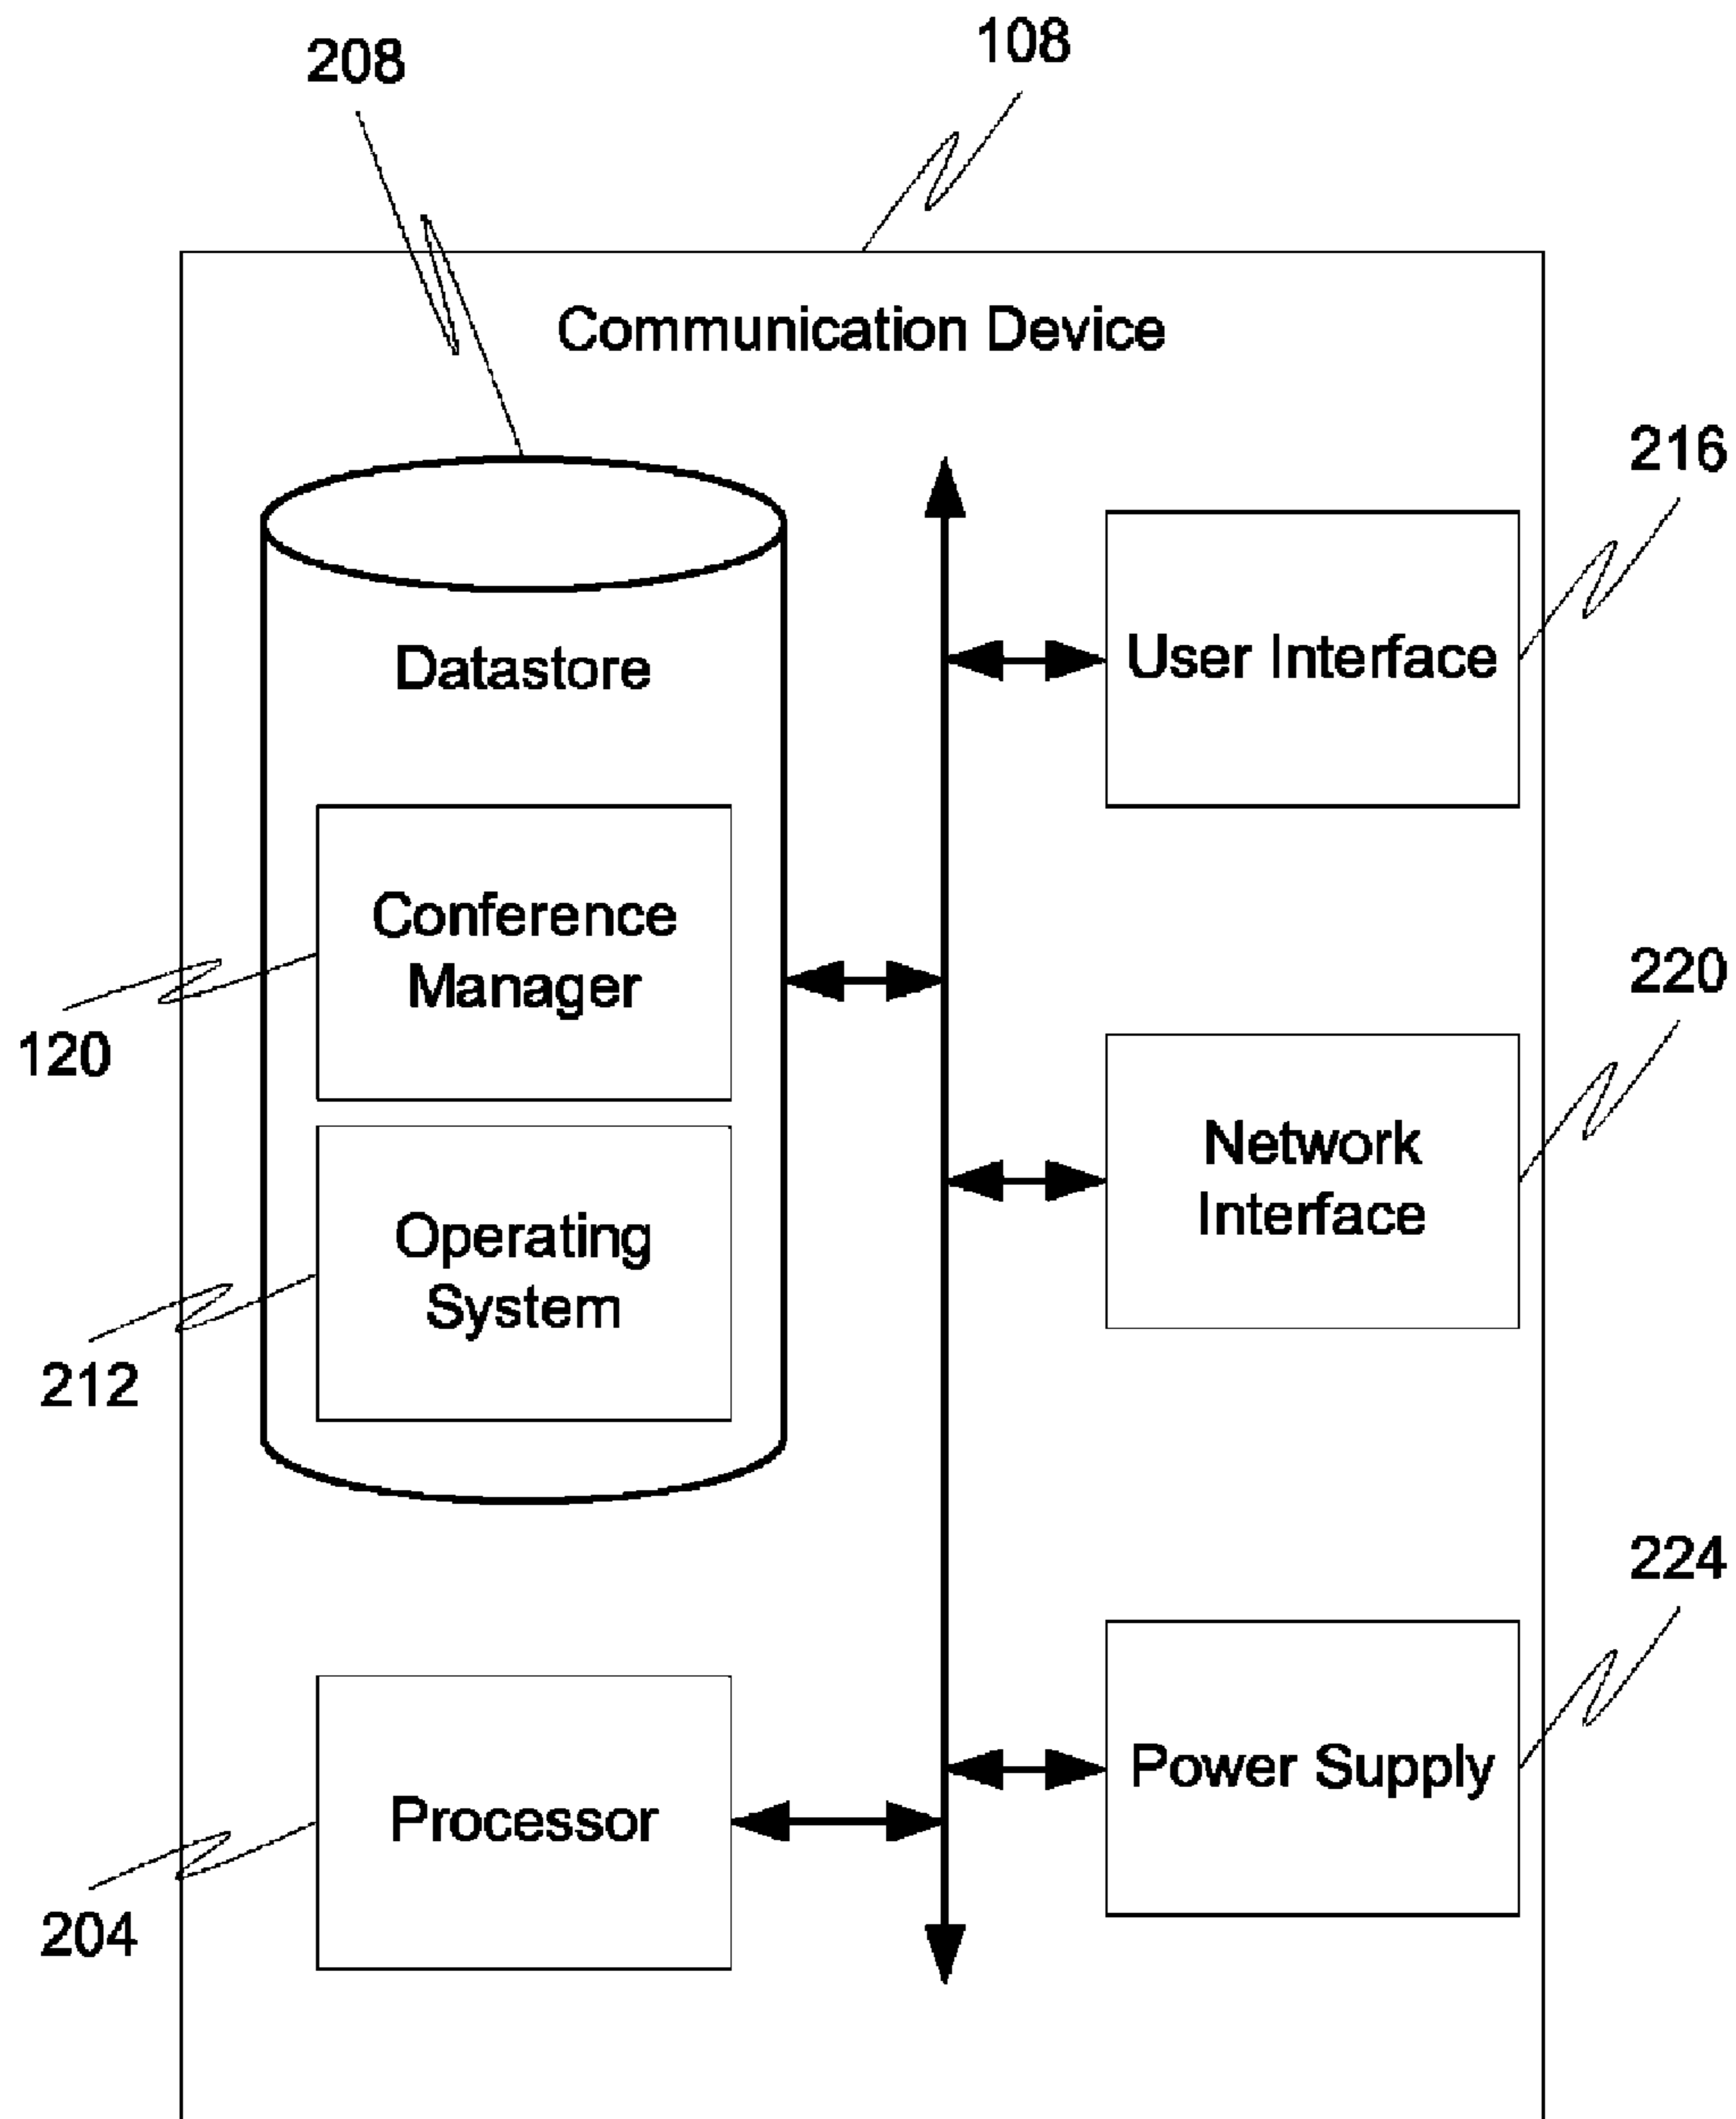 208
108
Communication Device
216
Datastore
User Interface
Conference
Manager
120
220
Network
Interface
Operating
System
212
224
Power Supply
Processor
204